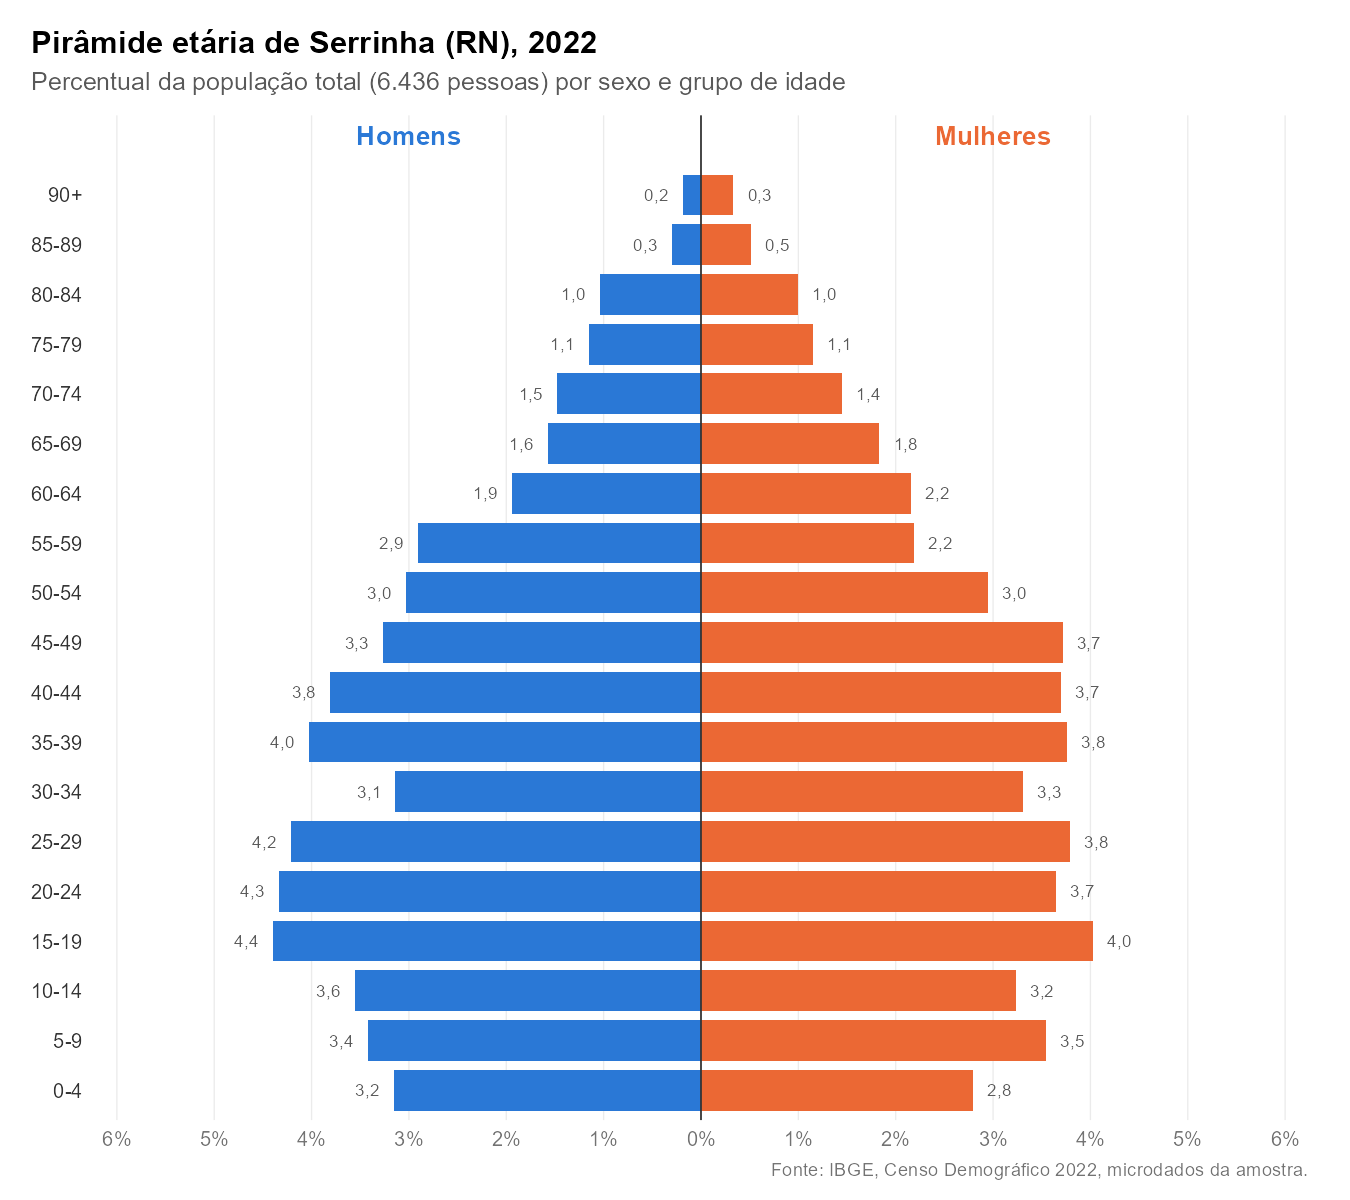 Pirâmide etária de Serrinha (RN), 2022
Percentual da população total (6.436 pessoas) por sexo e grupo de idade
Homens Mulheres
90+ 0,2 0,3
85-89 0,3 0,5
80-84 1,0 1,0
75-79 1,1 1,1
70-74 1,5 1,4
65-69 1,6 1,8
60-64 1,9 2,2
55-59 2,9 2,2
50-54 3,0 3,0
45-49 3,3 3,7
40-44 3,8 3,7
35-39 4,0 3,8
30-34 3,1 3,3
25-29 4,2 3,8
20-24 4,3 3,7
15-19 4,4 4,0
10-14 3,6 3,2
5-9 3,4 3,5
0-4 3,2 2,8
6% 5% 4% 3% 2% 1% 0% 1% 2% 3% 4% 5% 6%
Fonte: IBGE, Censo Demográfico 2022, microdados da amostra.